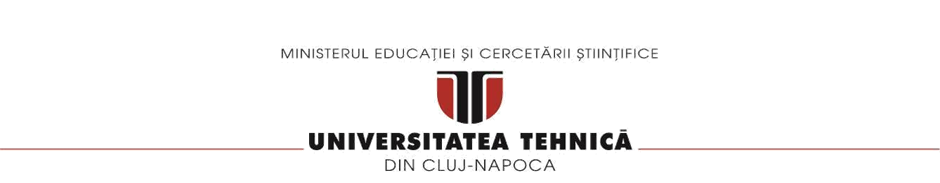 MINISTERUL EDUCAȚIEI ȘI CERCETĂRII ȘTIINȚIFICE
UNIVERSITATEA TEHNICĂ
DIN CLUJ-NAPOCA